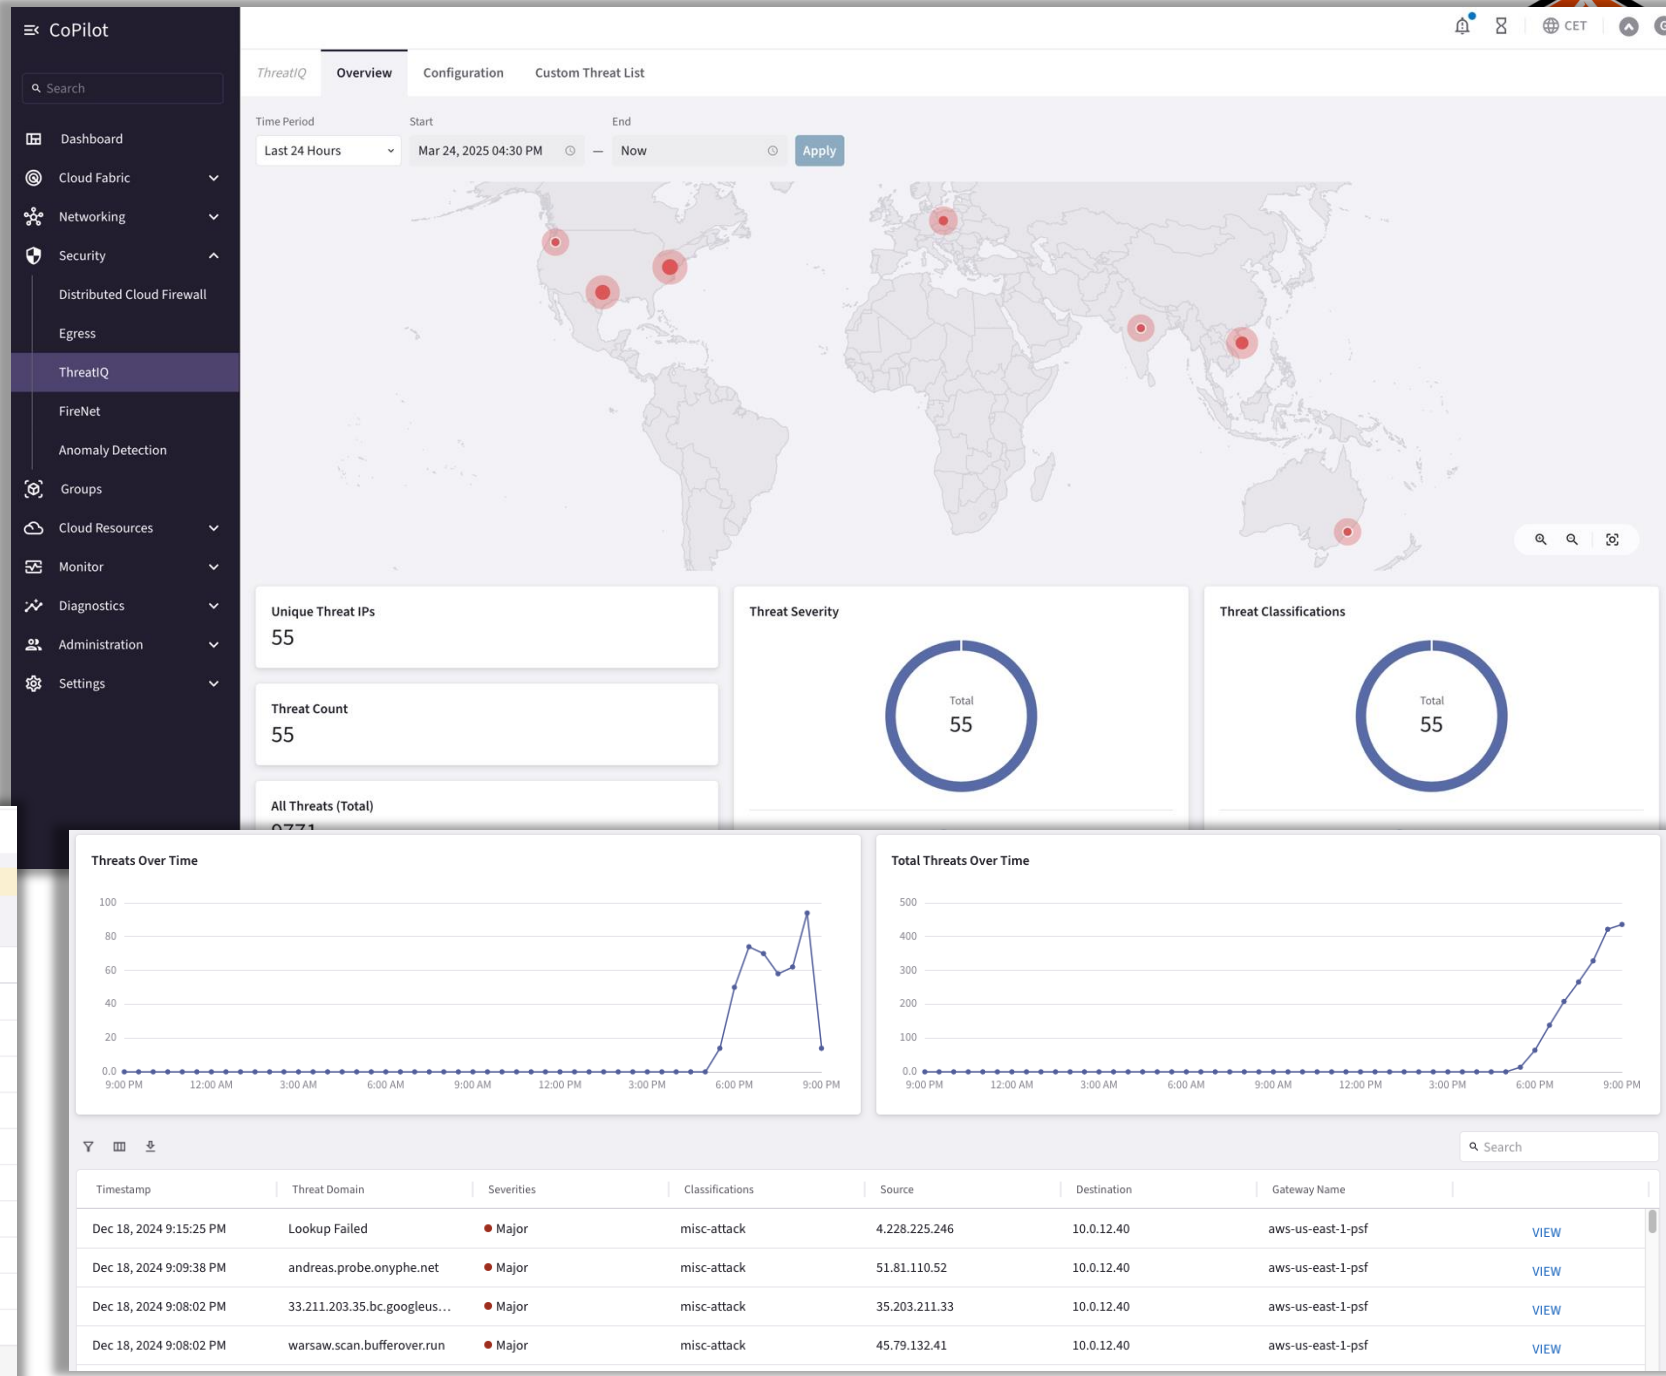 CoPilot
CET
Search
Dashboard
Cloud Fabric
Networking
Security
Distributed Cloud Firewall
Egress
ThreatIQ
FireNet
Anomaly Detection
Groups
Cloud Resources
Monitor
Diagnostics
Administration
Settings
ThreatIQ Overview Configuration Custom Threat List
Time Period Start End
Last 24 Hours Mar 24, 2025 04:30 PM — Now Apply
Unique Threat IPs
55
Threat Count
55
All Threats (Total)
9771
Threat Severity
Total
55
Threat Classifications
Total
55
Threats Over Time
100
80
60
40
20
0.0
9:00 PM 12:00 AM 3:00 AM 6:00 AM 9:00 AM 12:00 PM 3:00 PM 6:00 PM 9:00 PM
Total Threats Over Time
500
400
300
200
100
0.0
9:00 PM 12:00 AM 3:00 AM 6:00 AM 9:00 AM 12:00 PM 3:00 PM 6:00 PM 9:00 PM
Search
Timestamp Threat Domain Severities Classifications Source Destination Gateway Name
Dec 18, 2024 9:15:25 PM Lookup Failed Major misc-attack 4.228.225.246 10.0.12.40 aws-us-east-1-psf VIEW
Dec 18, 2024 9:09:38 PM andreas.probe.onyphe.net Major misc-attack 51.81.110.52 10.0.12.40 aws-us-east-1-psf VIEW
Dec 18, 2024 9:08:02 PM 33.211.203.35.bc.googleus... Major misc-attack 35.203.211.33 10.0.12.40 aws-us-east-1-psf VIEW
Dec 18, 2024 9:08:02 PM warsaw.scan.bufferover.run Major misc-attack 45.79.132.41 10.0.12.40 aws-us-east-1-psf VIEW